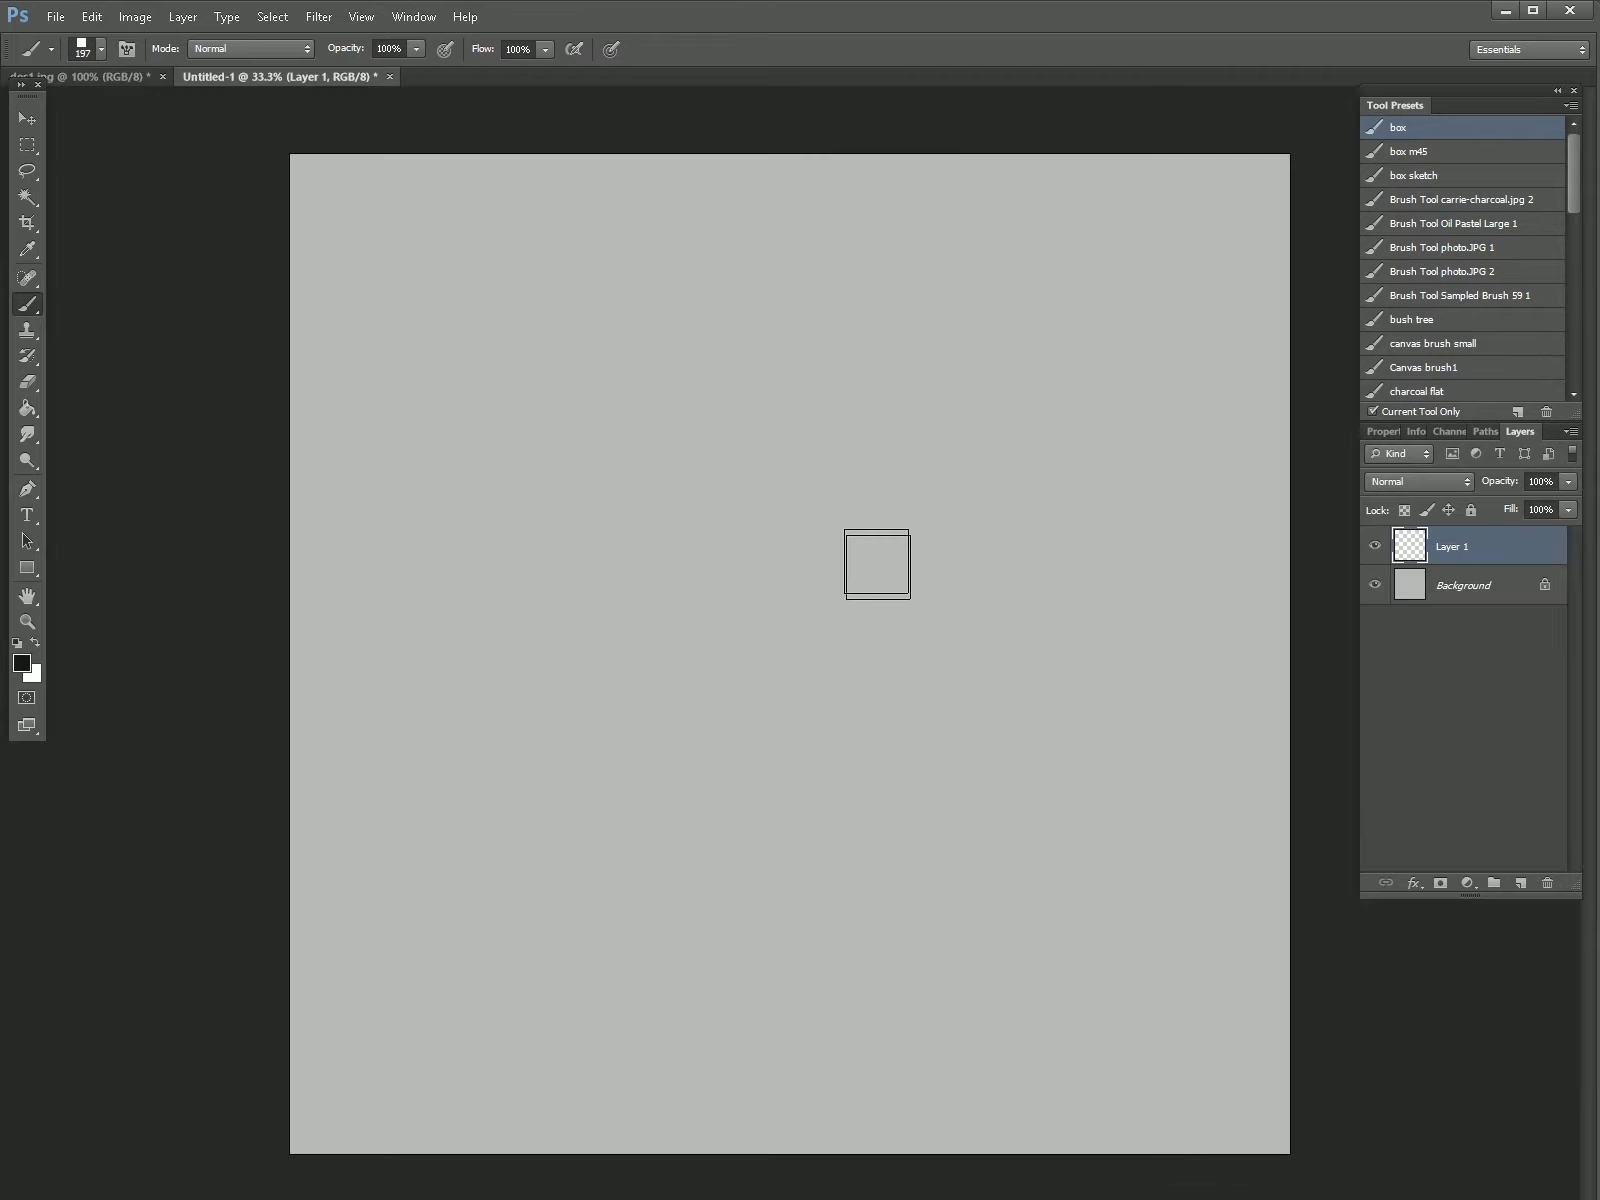 Ps File Edit Image Layer Type Select Filter View Window Help
197 Mode: Normal Opacity: 100% Flow: 100% Essentials
@ 100% (RGB/8) * × Untitled-1 @ 33.3% (Layer 1, RGB/8) * ×
Tool Presets
box
box m45
box sketch
Brush Tool carrie-charcoal.jpg 2
Brush Tool Oil Pastel Large 1
Brush Tool photo.JPG 1
Brush Tool photo.JPG 2
Brush Tool Sampled Brush 59 1
bush tree
canvas brush small
Canvas brush1
charcoal flat
Current Tool Only
Propert Info Channe Paths Layers
Kind
Normal Opacity: 100%
Lock: Fill: 100%
Layer 1
Background